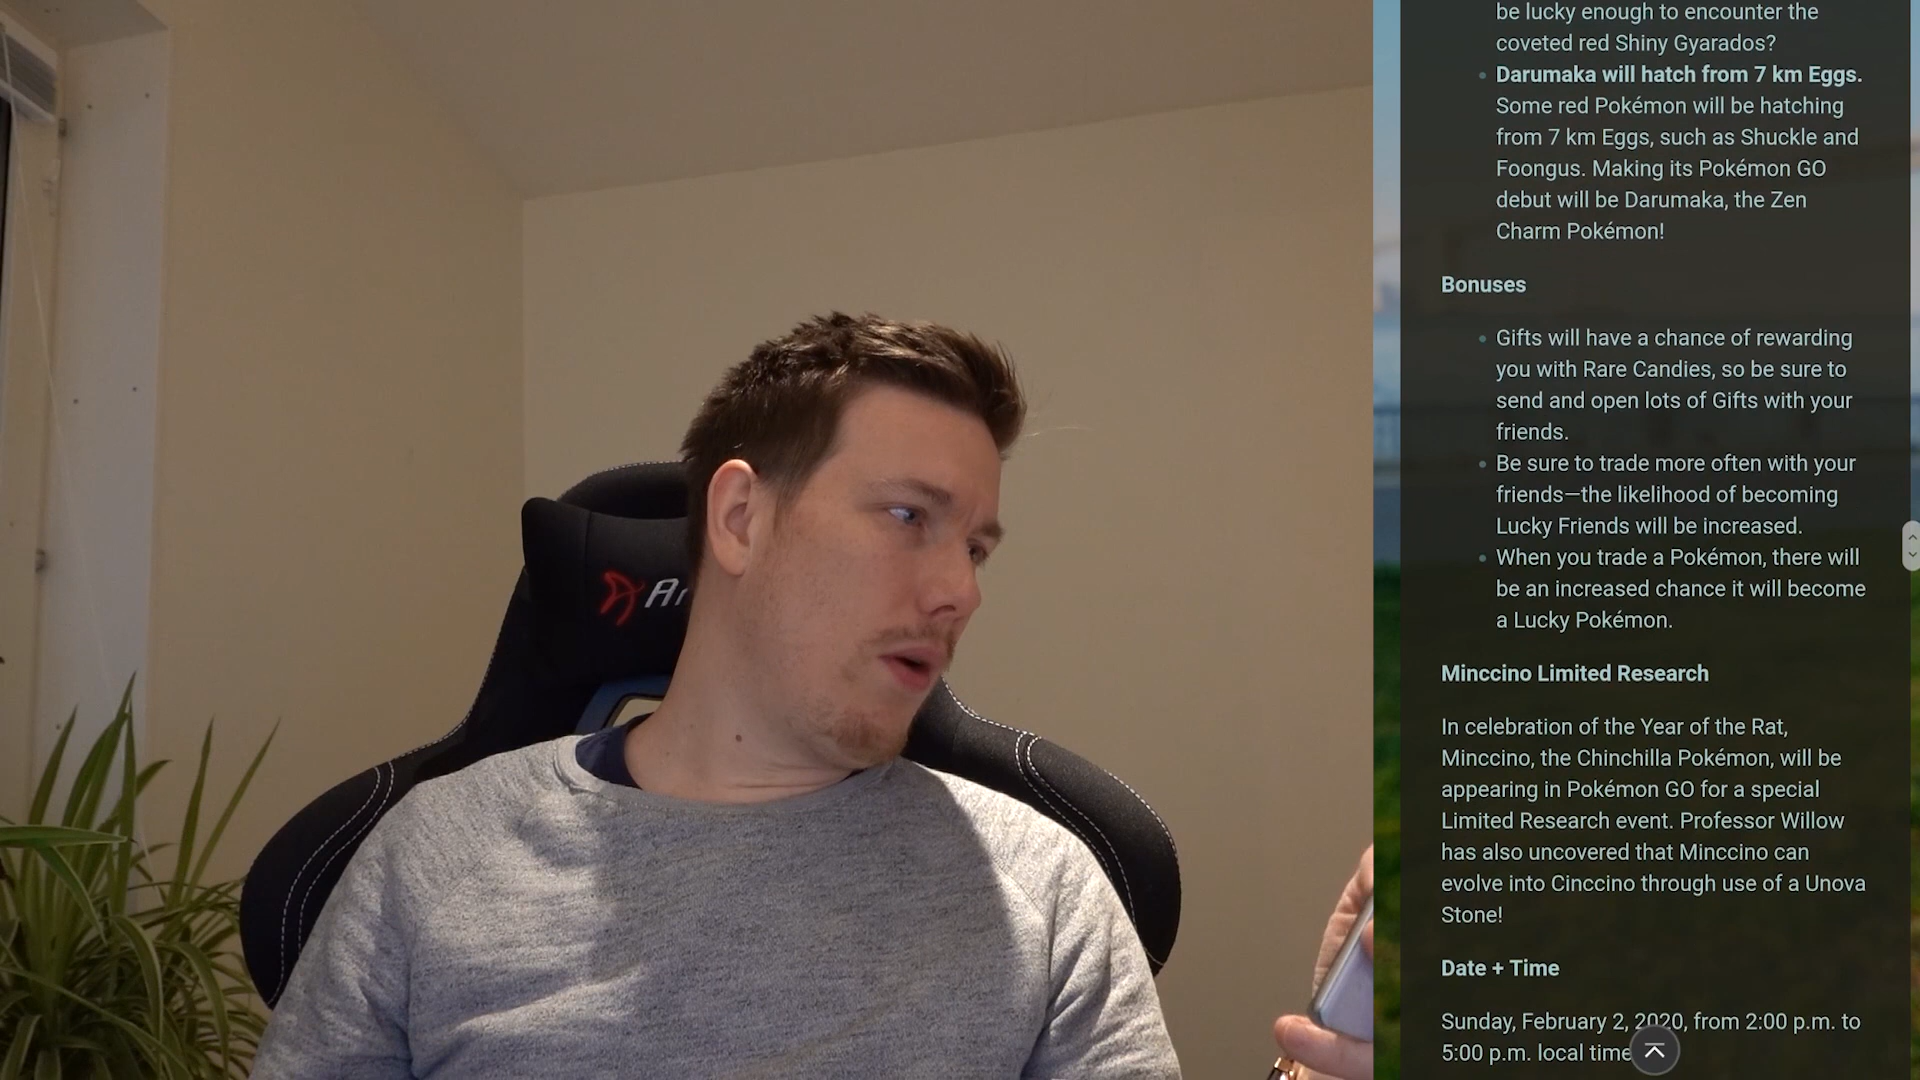 be lucky enough to encounter the
coveted red Shiny Gyarados?
Darumaka will hatch from 7 km Eggs.
Some red Pokémon will be hatching
from 7 km Eggs, such as Shuckle and
Foongus. Making its Pokémon GO
debut will be Darumaka, the Zen
Charm Pokémon!
Bonuses
Gifts will have a chance of rewarding
you with Rare Candies, so be sure to
send and open lots of Gifts with your
friends.
Be sure to trade more often with your
friends—the likelihood of becoming
Lucky Friends will be increased.
When you trade a Pokémon, there will
be an increased chance it will become
a Lucky Pokémon.
Minccino Limited Research
In celebration of the Year of the Rat,
Minccino, the Chinchilla Pokémon, will be
appearing in Pokémon GO for a special
Limited Research event. Professor Willow
has also uncovered that Minccino can
evolve into Cinccino through use of a Unova
Stone!
Date + Time
Sunday, February 2, 2020, from 2:00 p.m. to
5:00 p.m. local time